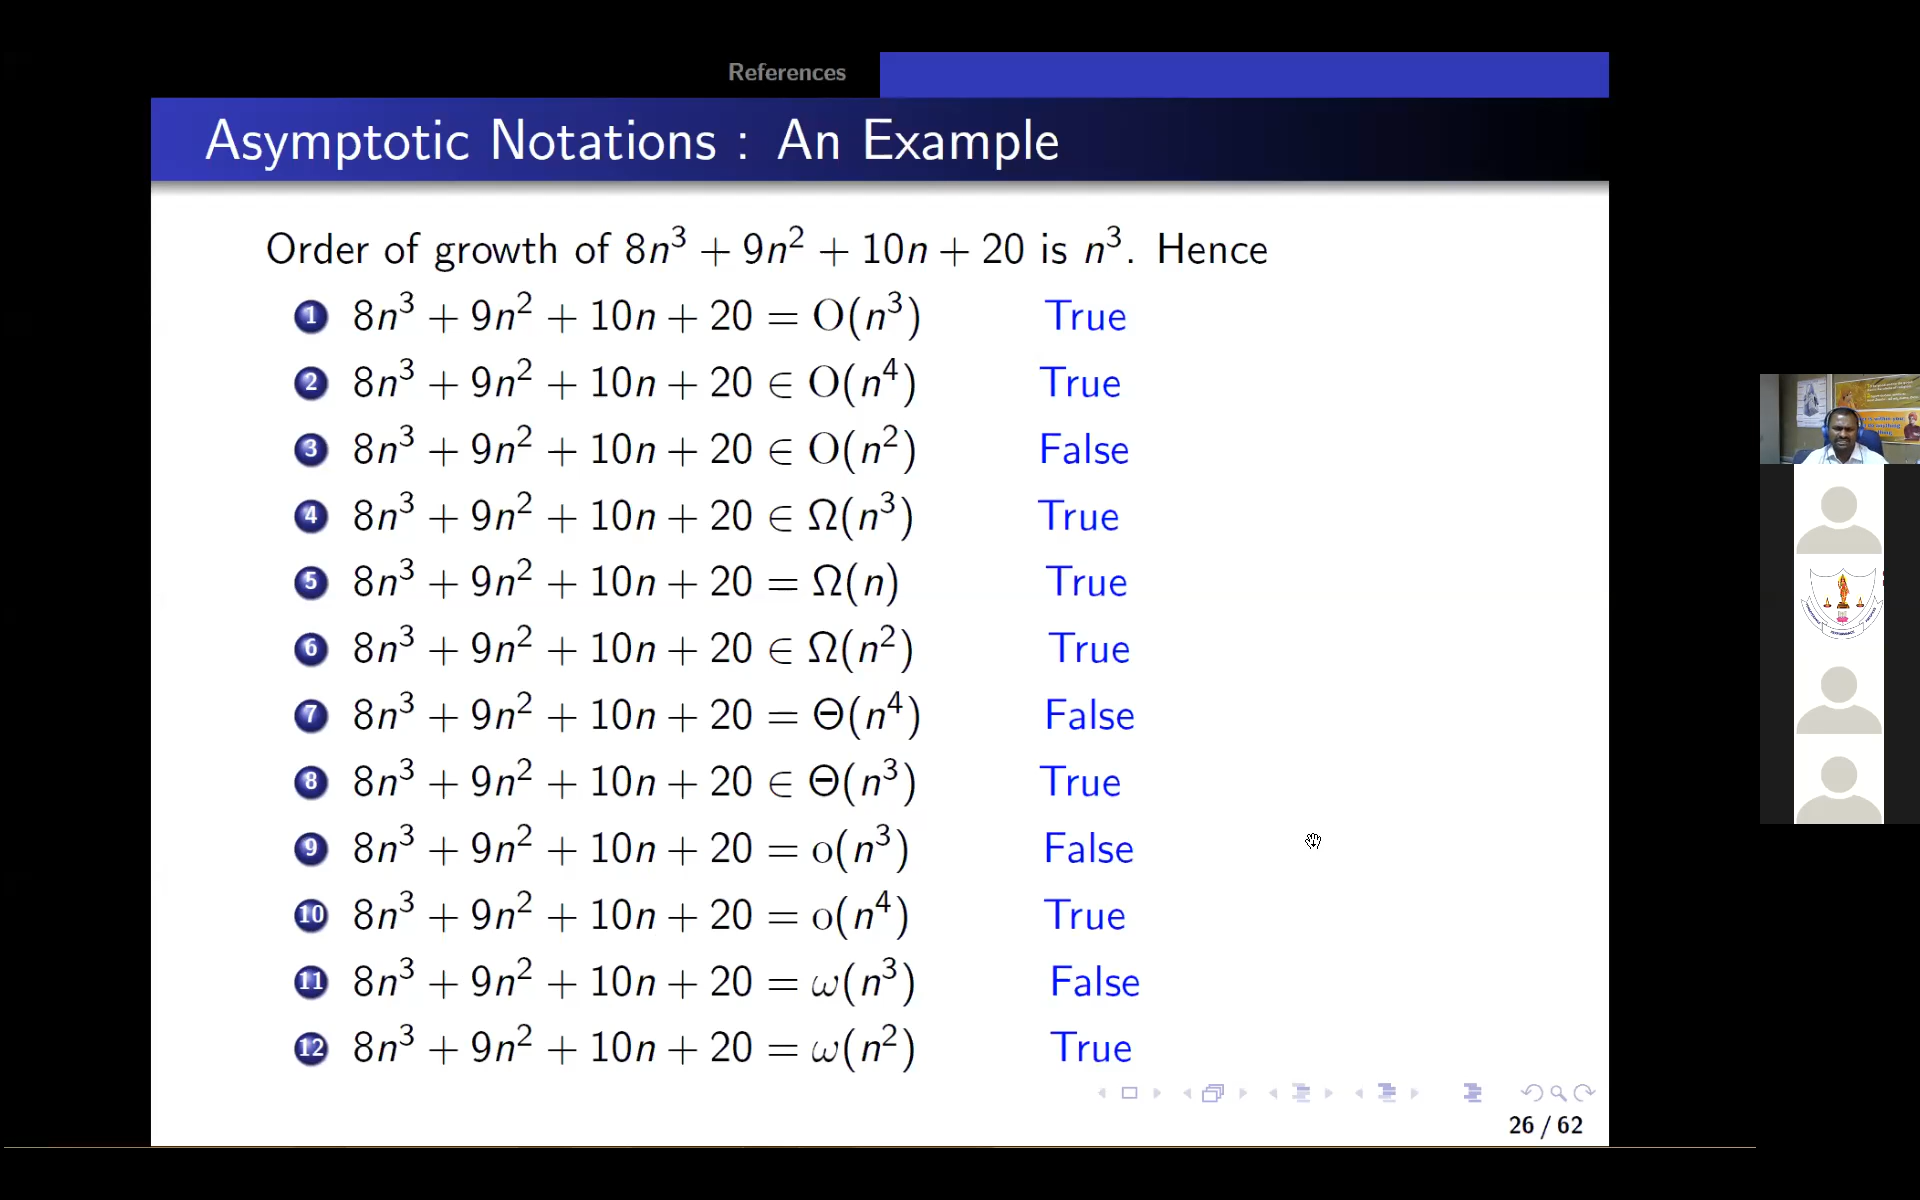 References
Asymptotic Notations : An Example
Order of growth of 8n³ + 9n² + 10n + 20 is n³. Hence
1 8n³ + 9n² + 10n + 20 = O(n³) True
2 8n³ + 9n² + 10n + 20 ∈ O(n⁴) True
3 8n³ + 9n² + 10n + 20 ∈ O(n²) False
4 8n³ + 9n² + 10n + 20 ∈ Ω(n³) True
5 8n³ + 9n² + 10n + 20 = Ω(n) True
6 8n³ + 9n² + 10n + 20 ∈ Ω(n²) True
7 8n³ + 9n² + 10n + 20 = Θ(n⁴) False
8 8n³ + 9n² + 10n + 20 ∈ Θ(n³) True
9 8n³ + 9n² + 10n + 20 = o(n³) False
10 8n³ + 9n² + 10n + 20 = o(n⁴) True
11 8n³ + 9n² + 10n + 20 = ω(n³) False
12 8n³ + 9n² + 10n + 20 = ω(n²) True
26 / 62